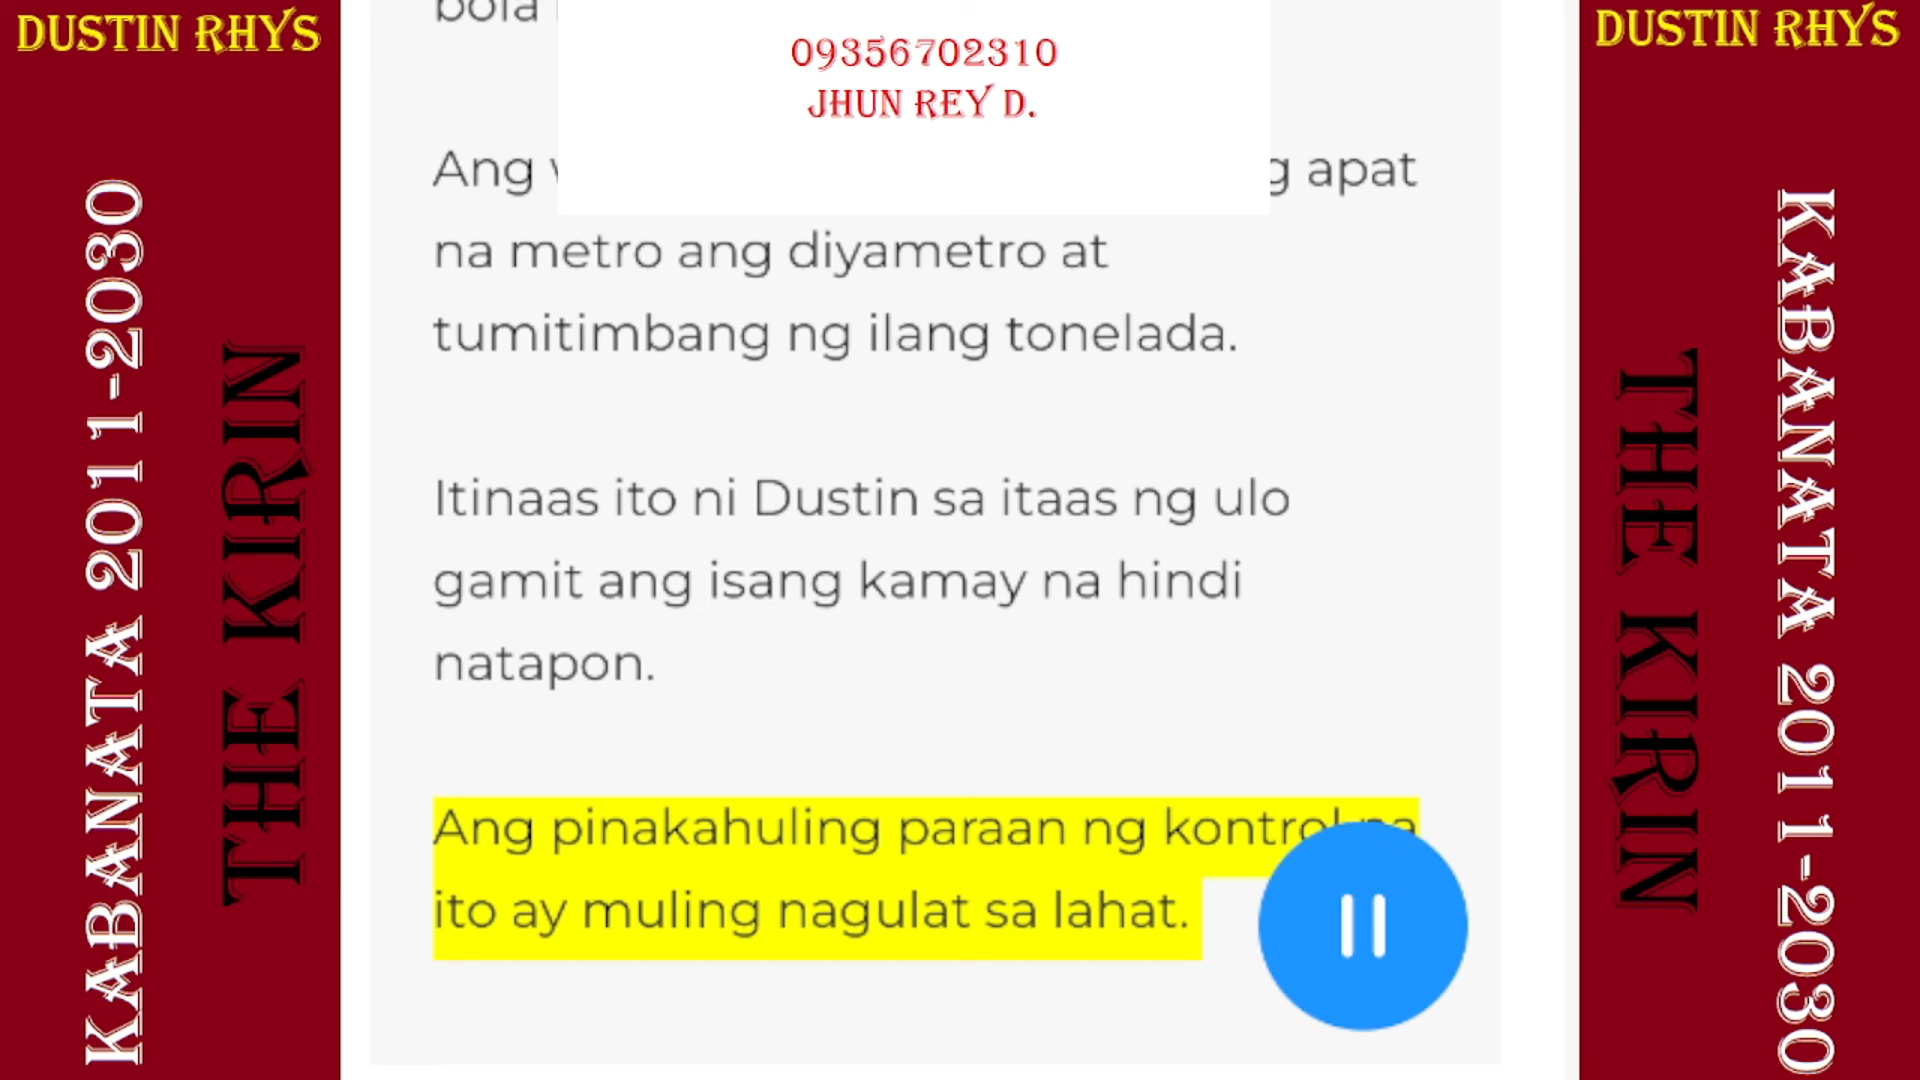 DUSTIN RHYS
KABANATA 2011-2030
THE KIRIN
bola
09356702310
JHUN REY D.
Ang
apat
na metro ang diyametro at
tumitimbang ng ilang tonelada.
Itinaas ito ni Dustin sa itaas ng ulo
gamit ang isang kamay na hindi
natapon.
Ang pinakahuling paraan ng kontrol na
ito ay muling nagulat sa lahat.
DUSTIN RHYS
THE KIRIN
KABANATA 2011-2030